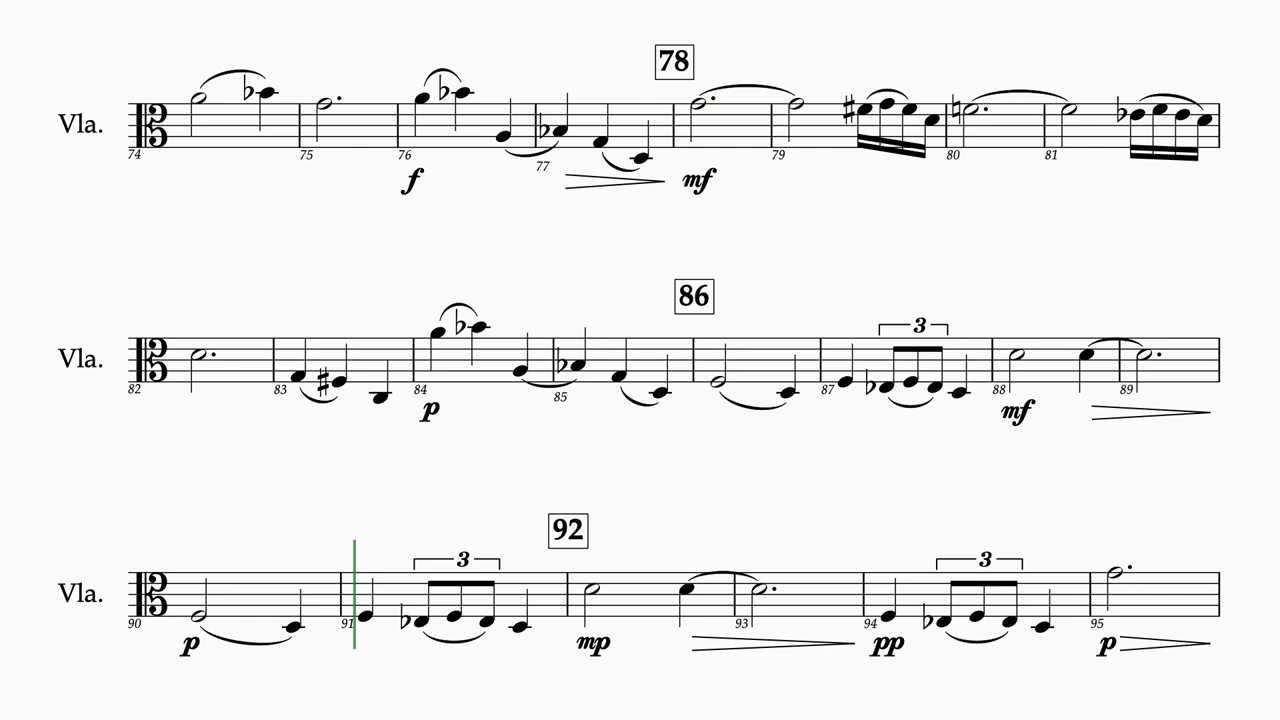 78
Vla.
74 75 76 77 79 80 81
f mf
86
3
Vla.
82 83 84 85 87 88 89
p mf
92
3 3
Vla.
90 91 93 94 95
p mp pp p